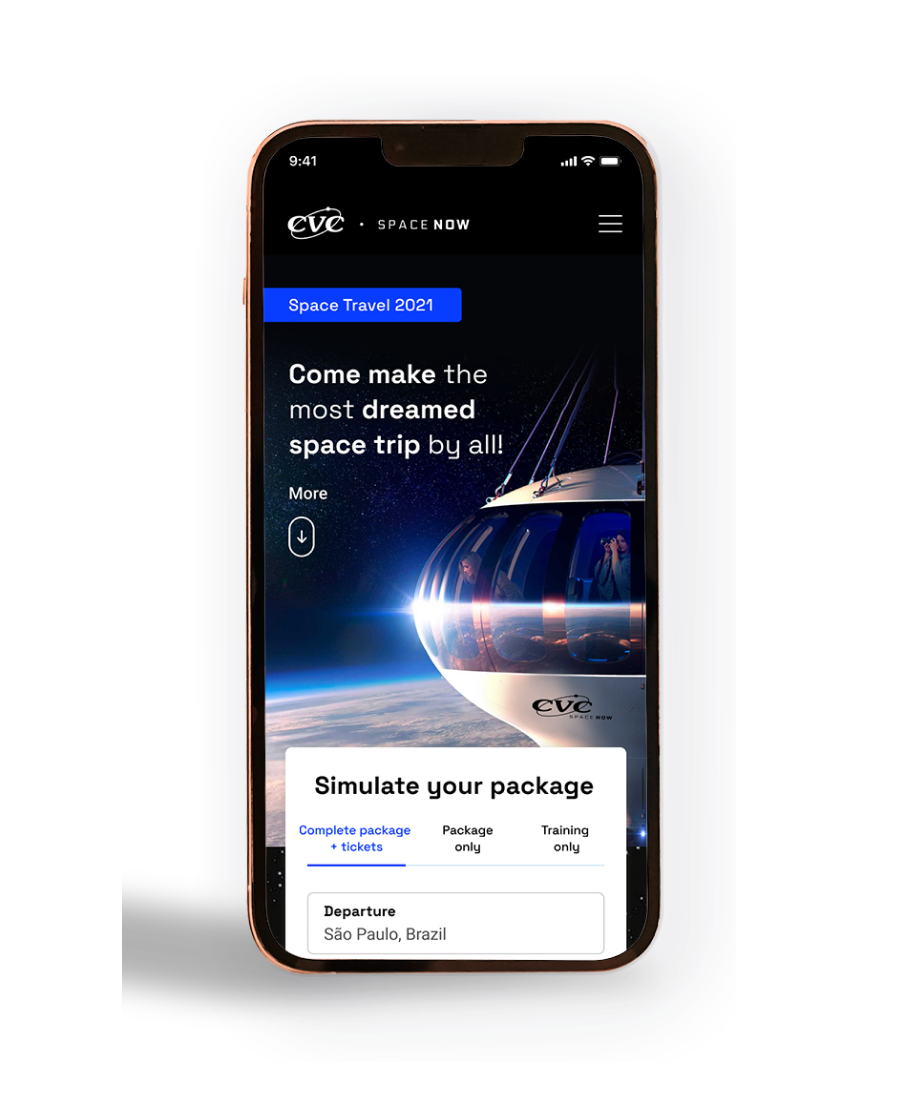 9:41
cvc • SPACE NOW
Space Travel 2021
Come make the
most dreamed
space trip by all!
More
cvc
SPACE NOW
Simulate your package
Complete package
+ tickets
Package
only
Training
only
Departure
São Paulo, Brazil